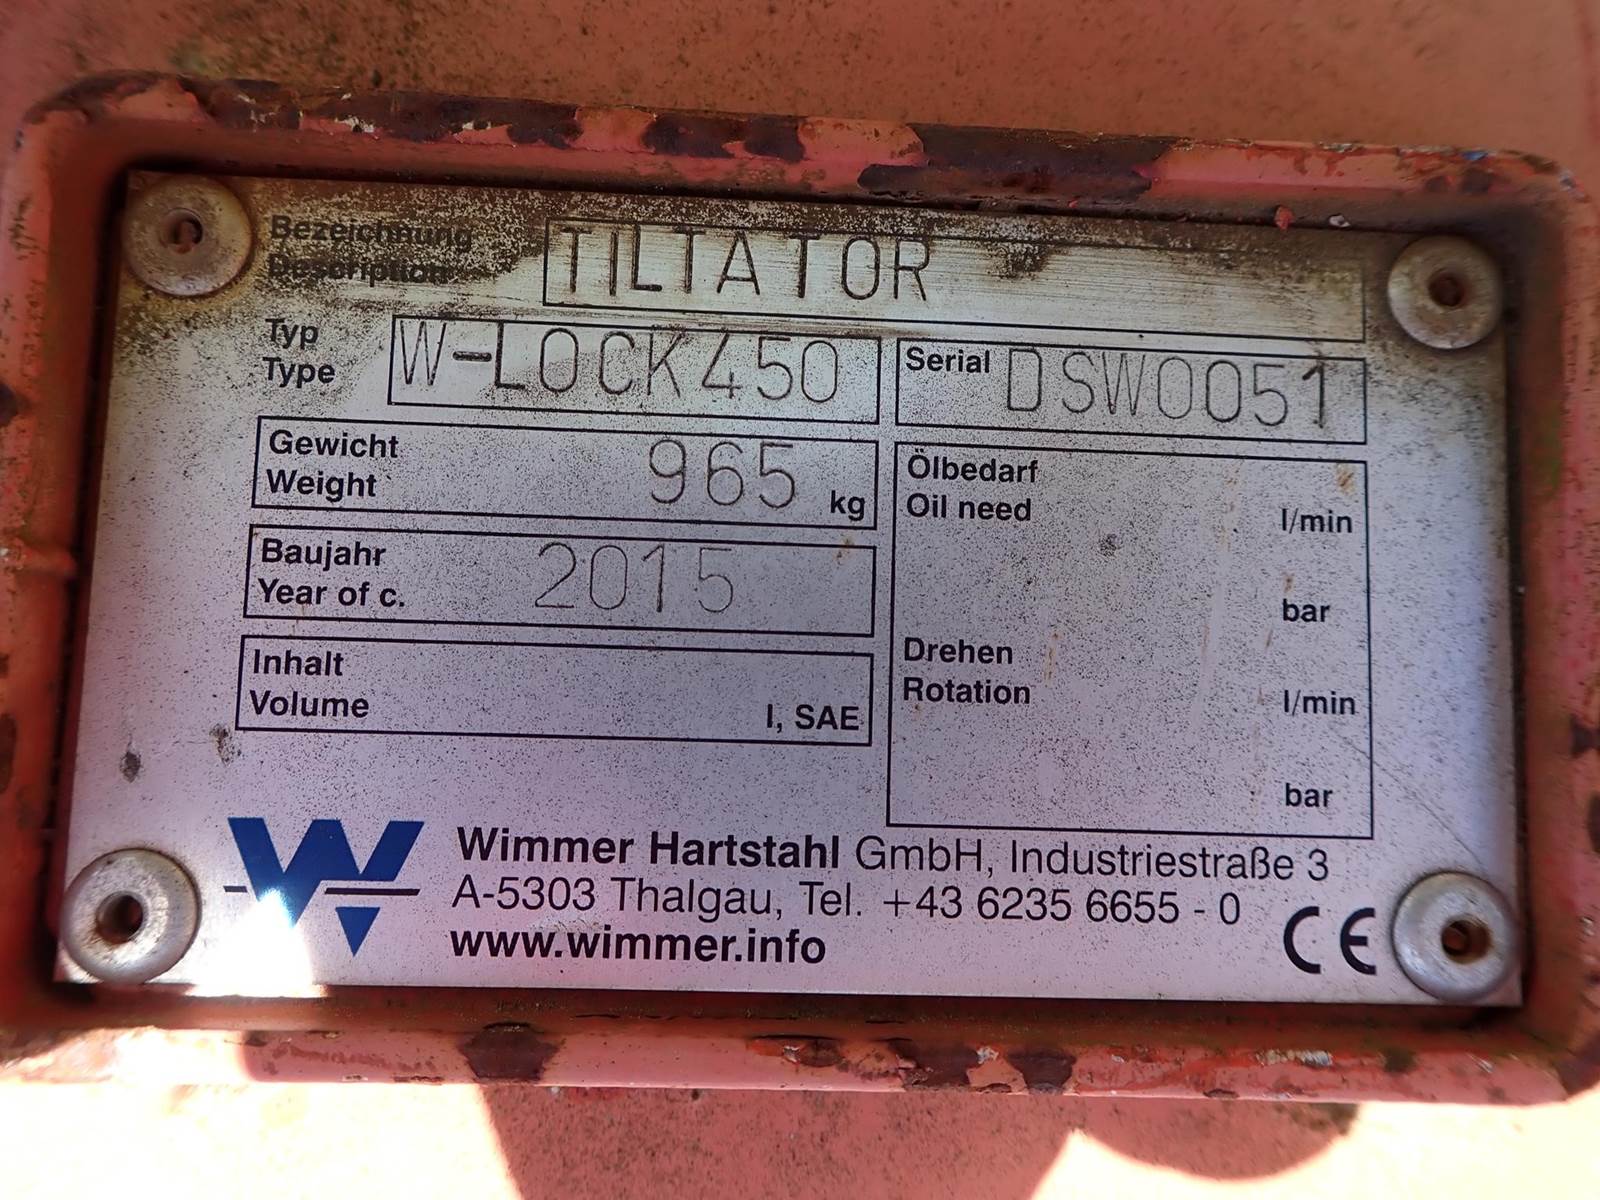 Bezeichnung
Description TILTATOR
Typ
Type W-LOCK450
Serial DSW0051
Gewicht
Weight 965 kg
Baujahr
Year of c. 2015
Inhalt
Volume l, SAE
Ölbedarf
Oil need l/min
bar
Drehen
Rotation l/min
bar
W
Wimmer Hartstahl GmbH, Industriestraße 3
A-5303 Thalgau, Tel. +43 6235 6655 - 0
www.wimmer.info
CE